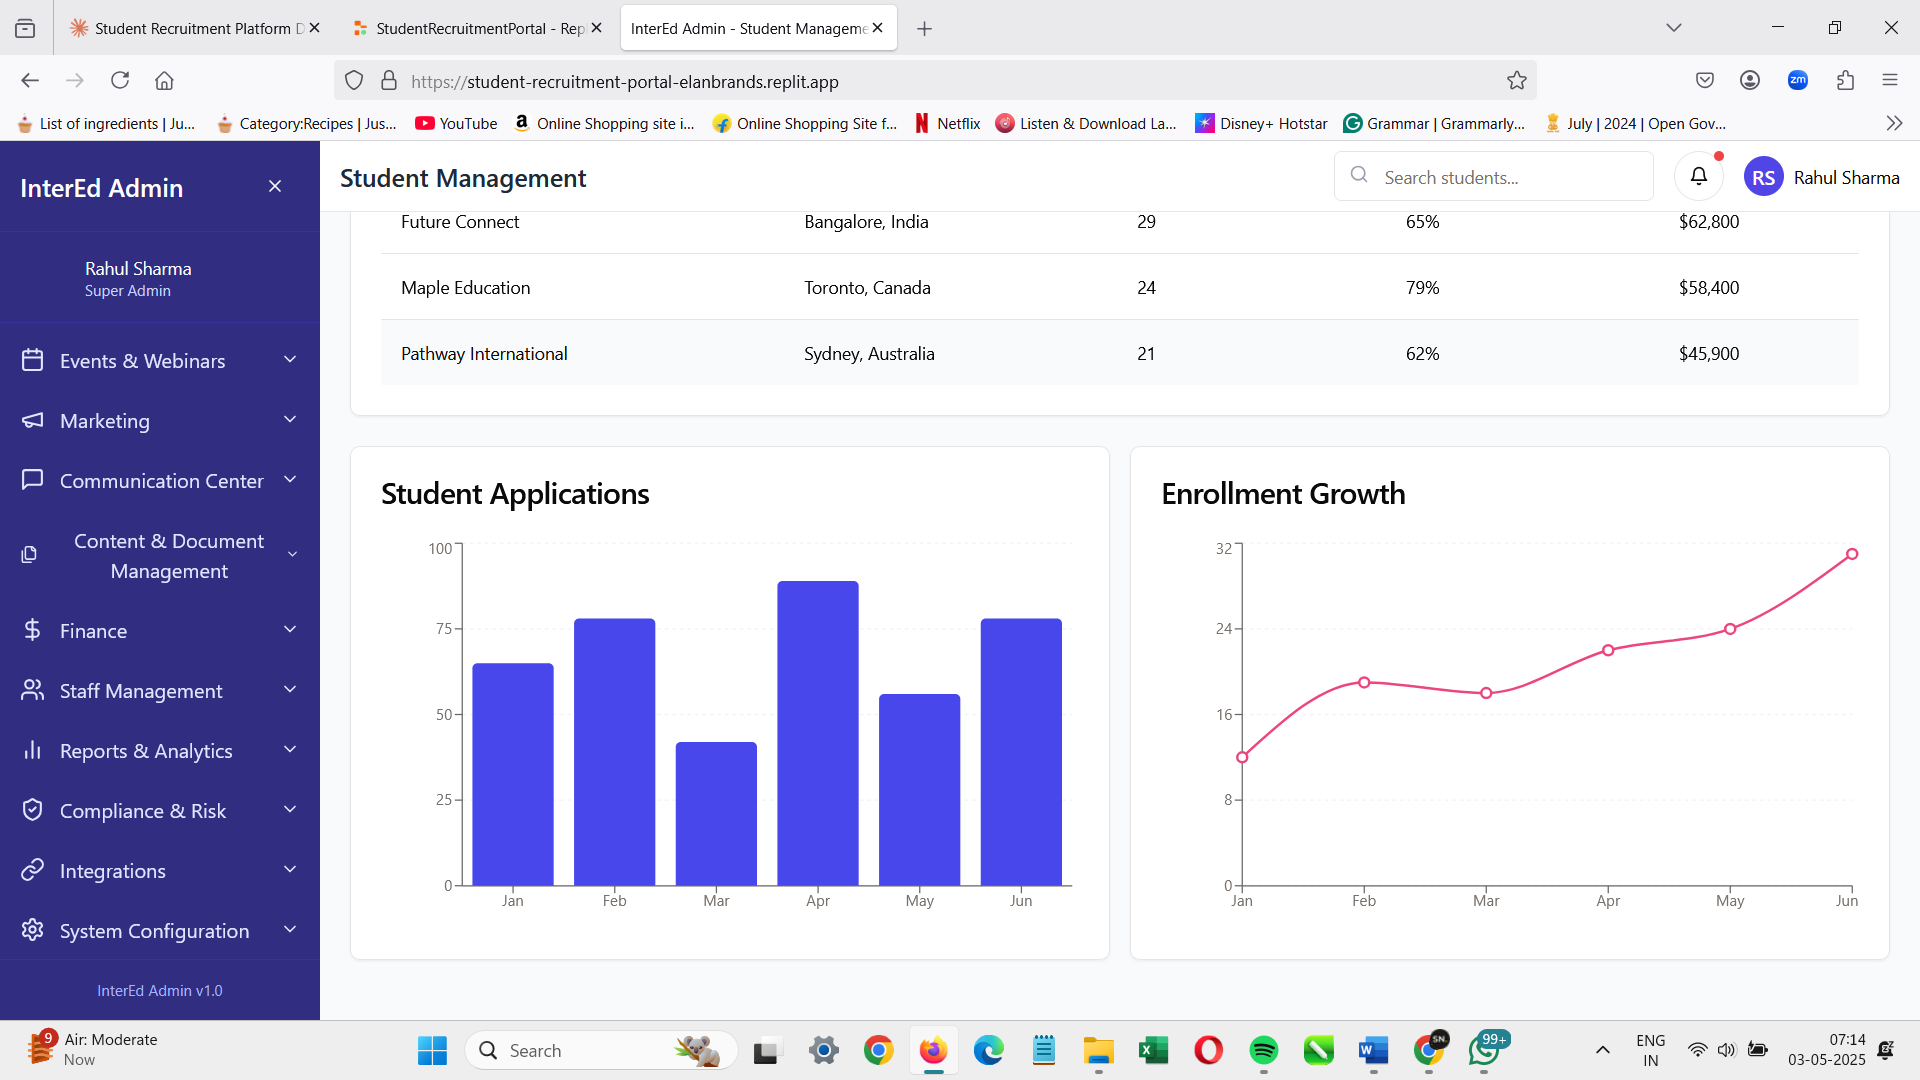 Student Recruitment Platform D
StudentRecruitmentPortal - Rep
InterEd Admin - Student Manageme
https://student-recruitment-portal-elanbrands.replit.app
zm
List of ingredients | Ju...
Category:Recipes | Jus...
YouTube
Online Shopping site i...
Online Shopping Site f...
Netflix
Listen & Download La...
Disney+ Hotstar
Grammar | Grammarly...
July | 2024 | Open Gov...
InterEd Admin
Rahul Sharma
Super Admin
Events & Webinars
Marketing
Communication Center
Content & Document
Management
Finance
Staff Management
Reports & Analytics
Compliance & Risk
Integrations
System Configuration
InterEd Admin v1.0
Student Management
Search students...
RS
Rahul Sharma
Future Connect Bangalore, India 29 65% $62,800
Maple Education Toronto, Canada 24 79% $58,400
Pathway International Sydney, Australia 21 62% $45,900
Student Applications
100
75
50
25
0
Jan Feb Mar Apr May Jun
Enrollment Growth
32
24
16
8
0
Jan Feb Mar Apr May Jun
9
Air: Moderate
Now
Search
SN.
99+
ENG
IN
07:14
03-05-2025